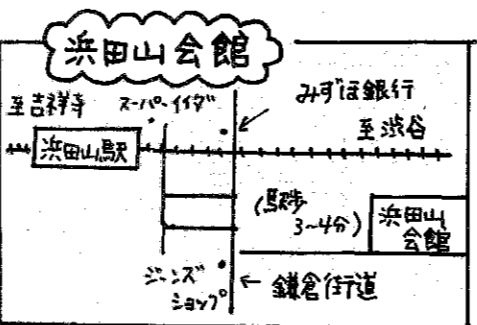 浜田山会館
至吉祥寺
スーパーイイダ
みずほ銀行
至渋谷
浜田山駅
(駅歩
3~4分)
浜田山
会館
ジーンズ
ショップ
← 鎌倉街道